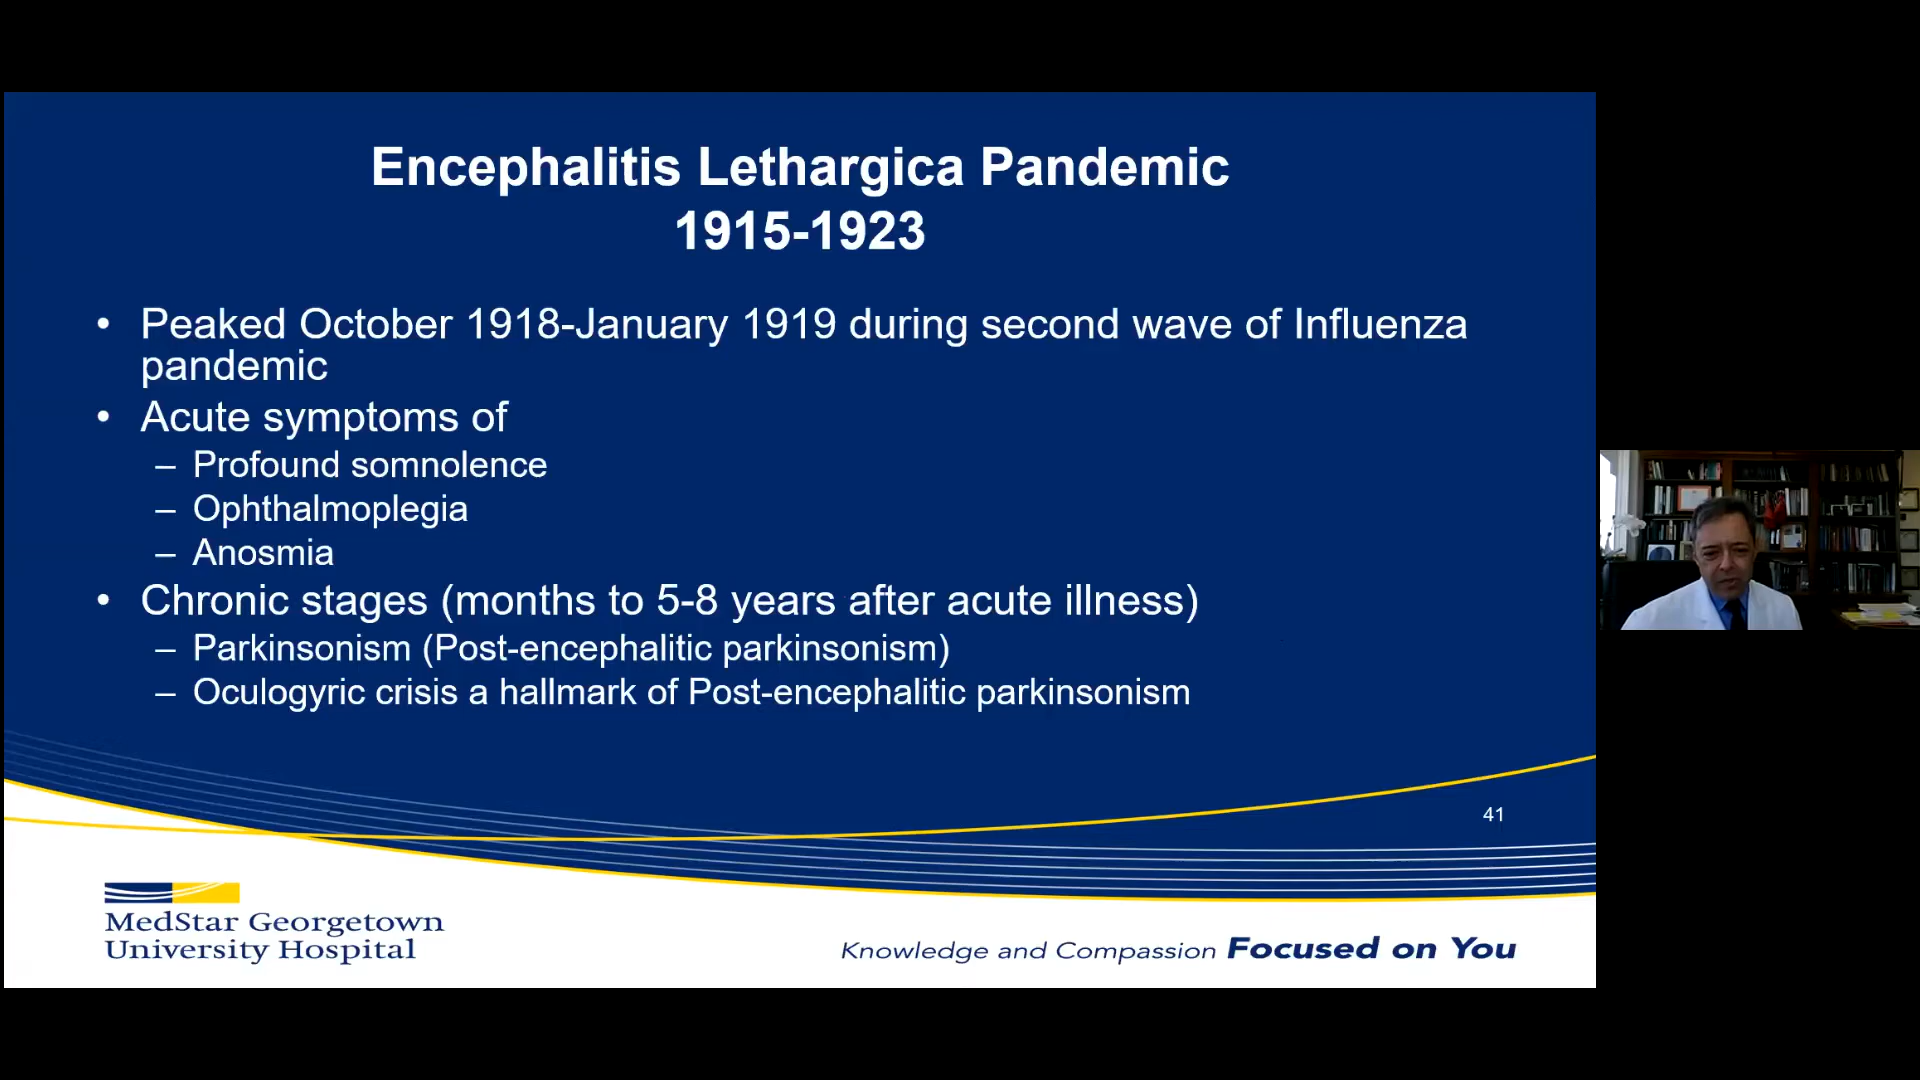 Encephalitis Lethargica Pandemic
1915-1923
• Peaked October 1918-January 1919 during second wave of Influenza
pandemic
• Acute symptoms of
– Profound somnolence
– Ophthalmoplegia
– Anosmia
• Chronic stages (months to 5-8 years after acute illness)
– Parkinsonism (Post-encephalitic parkinsonism)
– Oculogyric crisis a hallmark of Post-encephalitic parkinsonism
41
MedStar Georgetown
University Hospital
Knowledge and Compassion Focused on You